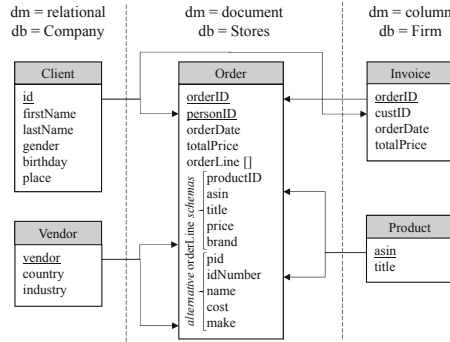 dm = relational
db = Company
dm = document
db = Stores
dm = column
db = Firm
Client
id
firstName
lastName
gender
birthday
place
Vendor
vendor
country
industry
Order
orderID
personID
orderDate
totalPrice
orderLine []
alternative orderLine schemas
productID
asin
title
price
brand
pid
idNumber
name
cost
make
Invoice
orderID
custID
orderDate
totalPrice
Product
asin
title